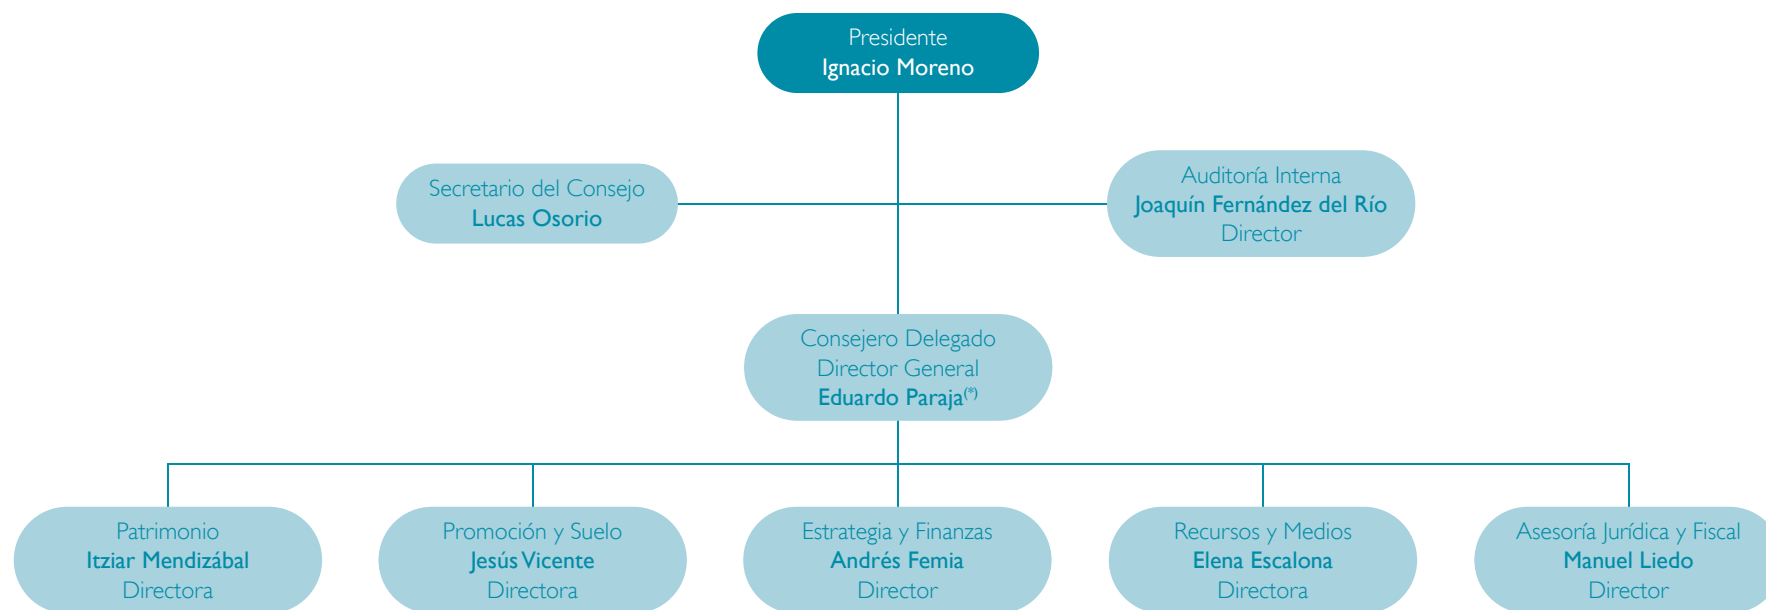 Presidente
Ignacio Moreno
Secretario del Consejo
Lucas Osorio
Auditoría Interna
Joaquín Fernández del Río
Director
Consejero Delegado
Director General
Eduardo Paraja(*)
Patrimonio
Itziar Mendizábal
Directora
Promoción y Suelo
Jesús Vicente
Directora
Estrategia y Finanzas
Andrés Femia
Director
Recursos y Medios
Elena Escalona
Directora
Asesoría Jurídica y Fiscal
Manuel Liedo
Director